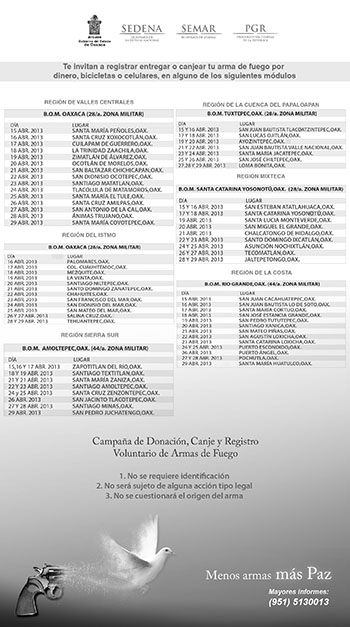 SEDENA
SEMAR
PGR
Te invitan a registrar entregar o canjear tu arma de fuego por
dinero, bicicletas o celulares, en alguno de los siguientes módulos
REGIÓN DE VALLES CENTRALES
B.O.M. OAXACA (28/a. ZONA MILITAR)
DÍA LUGAR
15 ABR. 2013 SANTA MARÍA PEÑOLES,OAX.
16 ABR. 2013 SANTA CRUZ XOXOCOTLÁN,OAX.
17 ABR. 2013 CUILAPAM DE GUERRERO,OAX.
18 ABR. 2013 LA TRINIDAD ZAACHILA,OAX.
19 ABR. 2013 ZIMATLÁN DE ÁLVAREZ,OAX.
20 ABR. 2013 OCOTLÁN DE MORELOS,OAX.
21 ABR. 2013 SAN BALTAZAR CHICHICAPAM,OAX.
22 ABR. 2013 SAN DIONISIO OCOTEPEC,OAX.
23 ABR. 2013 SANTIAGO MATATLÁN,OAX.
24 ABR. 2013 TLACOLULA DE MATAMOROS,OAX.
25 ABR. 2013 SANTA MARÍA EL TULE,OAX.
26 ABR. 2013 SANTA CRUZ AMILPAS,OAX.
27 ABR. 2013 SAN ANTONIO DE LA CAL,OAX.
28 ABR. 2013 ÁNIMAS TRUJANO,OAX.
29 ABR. 2013 SANTA MARÍA COYOTEPEC,OAX.
REGIÓN DEL ISTMO
B.O.M. OAXACA (28/a. ZONA MILITAR)
DÍA LUGAR
16 ABR. 2013 PALOMARES,OAX.
17 ABR. 2013 COL. CUAUHTÉMOC,OAX.
18 ABR. 2013 MEZQUITE,OAX.
19 ABR. 2013 LA VENTA,OAX.
20 ABR. 2013 SANTIAGO NILTEPEC,OAX.
21 ABR. 2013 SANTO DOMINGO ZANATEPEC,OAX.
22 ABR. 2013 CHAHUITES,OAX.
23 ABR. 2013 SAN FRANCISCO DEL MAR,OAX.
24 ABR. 2013 SAN DIONISIO DEL MAR,OAX.
25 ABR. 2013 SAN MATEO DEL MAR,OAX.
26 Y 27 ABR. 2013 SALINA CRUZ,OAX.
28 Y 29 ABR. 2013 TEHUANTEPEC,OAX.
REGIÓN SIERRA SUR
B.O.M. AMOLTEPEC,OAX. (44/a. ZONA MILITAR)
DÍA LUGAR
15,16 Y 17 ABR. 2013 ZAPOTITLÁN DEL RÍO,OAX.
18 Y 19 ABR. 2013 SANTIAGO TEXTITLÁN,OAX.
20 Y 21 ABR. 2013 SANTA MARÍA ZANIZA,OAX.
22 Y 23 ABR. 2013 SANTIAGO AMOLTEPEC,OAX.
24 y 25 ABR. 2013 SANTA CRUZ ZENZONTEPEC,OAX.
26 ABR. 2013 SAN JACINTO TLACOTEPEC,OAX.
27 Y 28 ABR. 2013 SANTIAGO MINAS,OAX.
29 ABR. 2013 SAN PEDRO JUCHATENGO,OAX.
REGIÓN DE LA CUENCA DEL PAPALOAPAN
B.O.M. TUXTEPEC,OAX. (28/a. ZONA MILITAR)
DÍA LUGAR
15 Y 16 ABR. 2013 SAN JUAN BAUTISTA TLACOATZINTEPEC,OAX.
17 Y 18 ABR. 2013 SAN LUCAS OJITLÁN,OAX.
19 Y 20 ABR. 2013 AYOZINTEPEC,OAX.
21 Y 22 ABR. 2013 SAN JUAN BAUTISTA VALLE NACIONAL,OAX.
23 Y 24 ABR. 2013 SANTA MARÍA JACATEPEC,OAX.
25 Y 26 ABR. 2013 SAN JOSÉ CHILTEPEC,OAX.
27,28 Y 29 ABR. 2013 LOMA BONITA,OAX.
REGIÓN MIXTECA
B.O.M. SANTA CATARINA YOSONOTÚ,OAX. (28/a. ZONA MILITAR)
DÍA LUGAR
15 Y 16 ABR. 2013 SAN ESTEBAN ATATLAHUACA,OAX.
17 Y 18 ABR. 2013 SANTA CATARINA YOSONOTÚ,OAX.
19 ABR. 2013 SANTA LUCÍA MONTEVERDE,OAX.
20 ABR. 2013 SAN MIGUEL EL GRANDE,OAX.
21 ABR. 2013 CHALCATONGO DE HIDALGO,OAX.
22 Y 23 ABR. 2013 SANTO DOMINGO IXCATLÁN,OAX.
24 Y 25 ABR. 2013 ASUNCIÓN NOCHIXTLÁN,OAX.
26 Y 27 ABR. 2013 TECOMATLÁN,OAX.
28 Y 29 ABR. 2013 JALTEPETONGO,OAX.
REGIÓN DE LA COSTA
B.O.M. RIO GRANDE,OAX. (44/a. ZONA MILITAR)
DÍA LUGAR
15 ABR. 2013 SAN JUAN CACAHUATEPEC,OAX.
16 ABR. 2013 SAN JUAN BAUTISTA LO DE SOTO,OAX.
17 ABR. 2013 SANTA MARÍA CORTIJO,OAX.
18 ABR. 2013 SAN JOSÉ ESTANCIA GRANDE,OAX.
19 ABR. 2013 SAN PEDRO TUTUTEPEC,OAX.
20 ABR. 2013 SANTIAGO XANICA,OAX.
21 ABR. 2013 SAN MATEO PIÑAS,OAX.
22 ABR. 2013 SAN AGUSTÍN LOXICHA,OAX.
23 ABR. 2013 SANTA CATARINA LOXICHA,OAX.
24 Y 25 ABR. 2013 PUERTO ESCONDIDO,OAX.
26 ABR. 2013 PUERTO ÁNGEL,OAX.
27 Y 28 ABR. 2013 POCHUTLA,OAX.
29 ABR. 2013 SANTA MARÍA HUATULCO,OAX.
Campaña de Donación, Canje y Registro
Voluntario de Armas de Fuego
1. No se requiere identificación
2. No será sujeto de alguna acción tipo legal
3. No se cuestionará el origen del arma
Menos armas más Paz
Mayores informes:
(951) 5130013